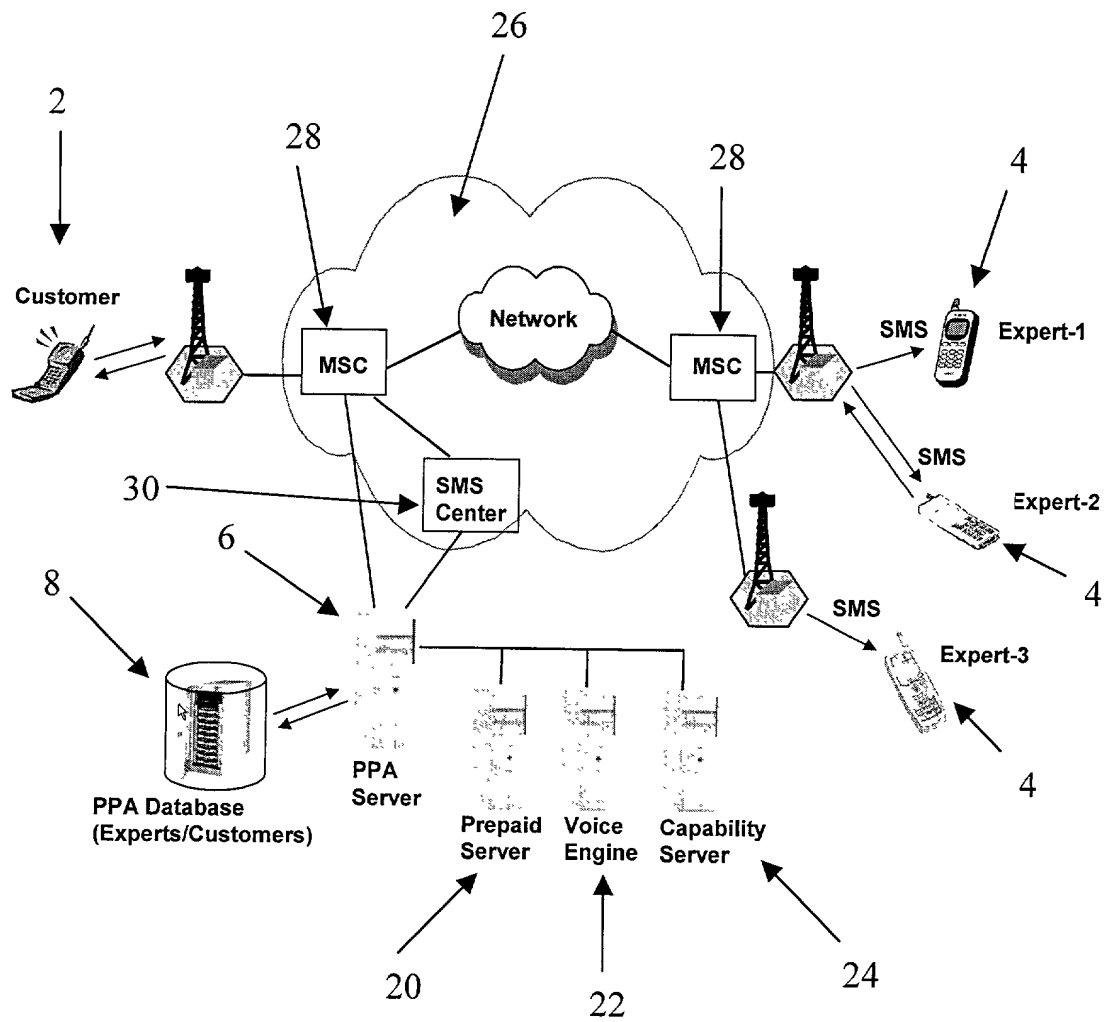 26
2
28
28
4
Customer
Network
SMS
Expert-1
MSC
MSC
SMS
30
SMS
Center
Expert-2
6
4
8
SMS
Expert-3
PPA
Server
4
PPA Database
(Experts/Customers)
Prepaid
Server
Voice
Engine
Capability
Server
20
22
24